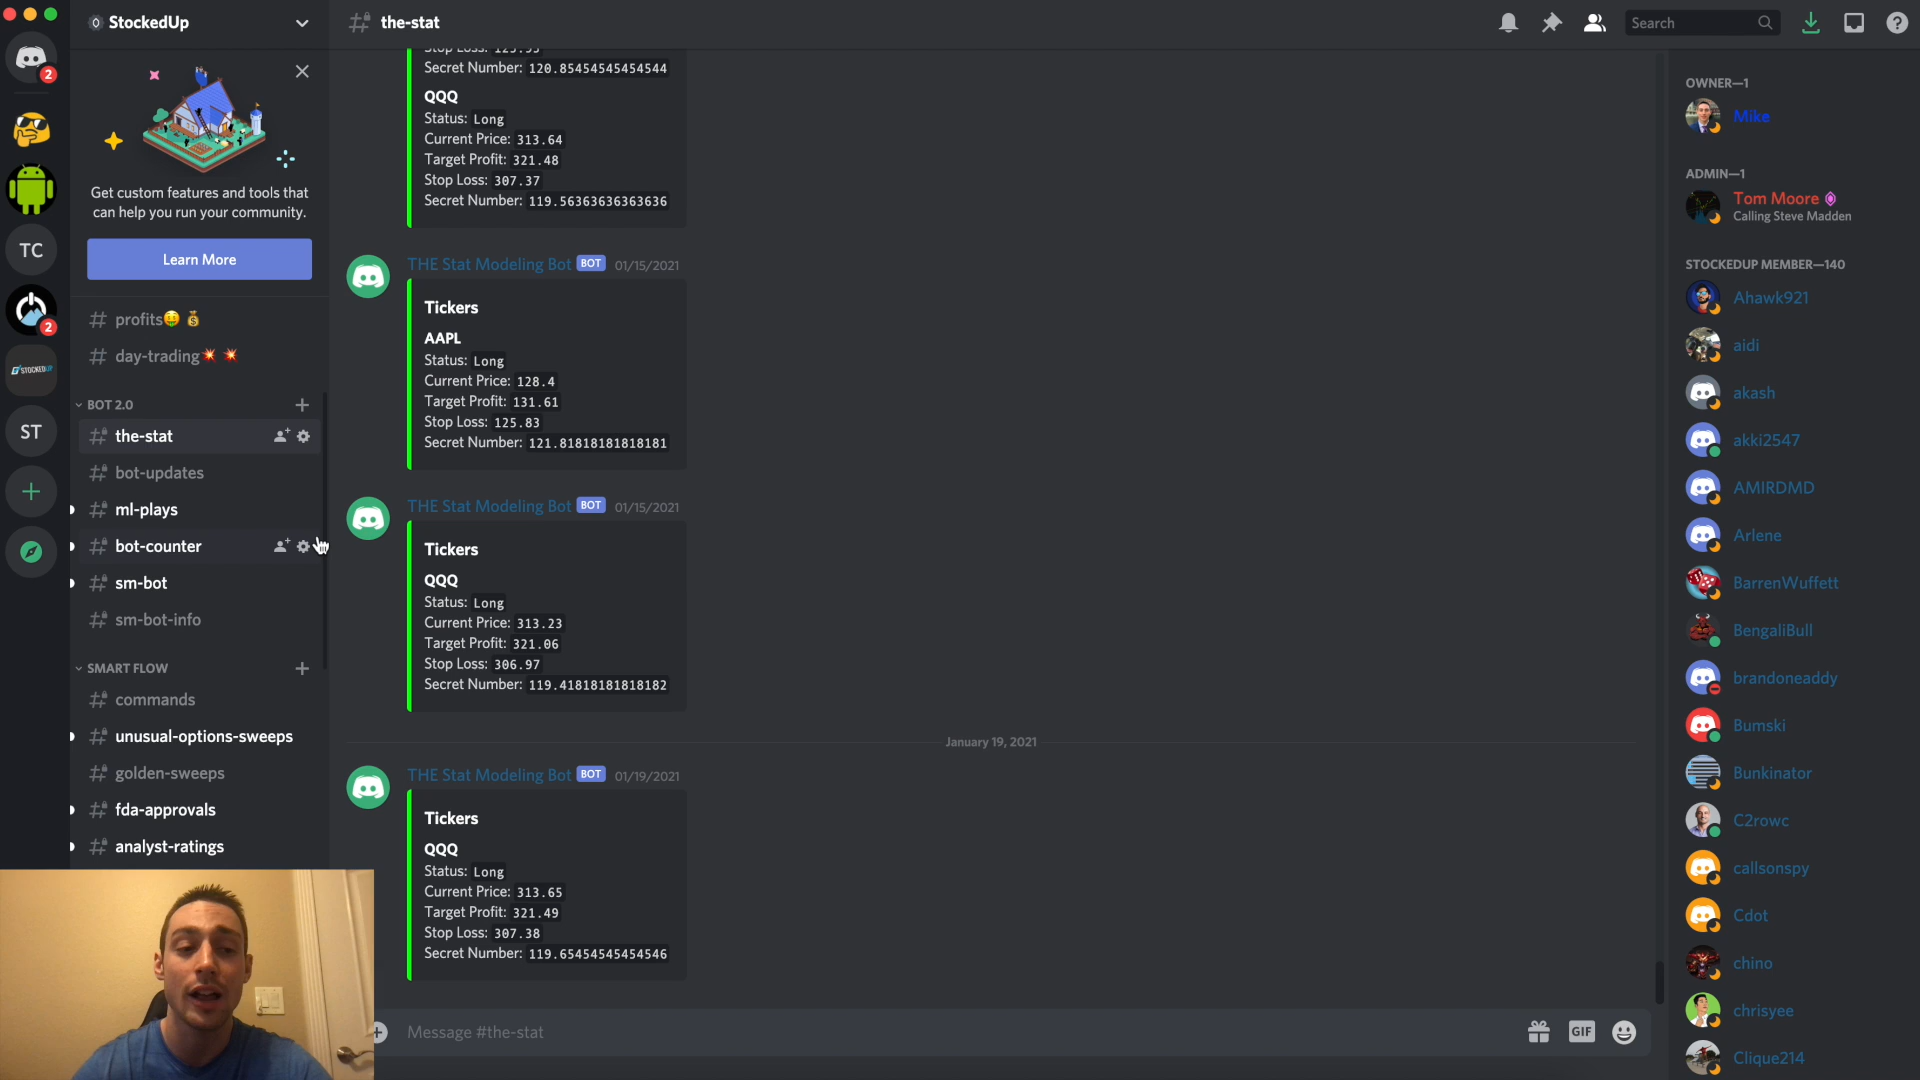 StockedUp
the-stat
Search
2
Get custom features and tools that
can help you run your community.
Learn More
TC
2
STOCKEDUP
ST
profits
day-trading
BOT 2.0
the-stat
bot-updates
ml-plays
bot-counter
sm-bot
sm-bot-info
SMART FLOW
commands
unusual-options-sweeps
golden-sweeps
fda-approvals
analyst-ratings
Stop Loss: 125.95
Secret Number: 120.85454545454544
QQQ
Status: Long
Current Price: 313.64
Target Profit: 321.48
Stop Loss: 307.37
Secret Number: 119.56363636363636
THE Stat Modeling Bot BOT 01/15/2021
Tickers
AAPL
Status: Long
Current Price: 128.4
Target Profit: 131.61
Stop Loss: 125.83
Secret Number: 121.81818181818181
THE Stat Modeling Bot BOT 01/15/2021
Tickers
QQQ
Status: Long
Current Price: 313.23
Target Profit: 321.06
Stop Loss: 306.97
Secret Number: 119.41818181818182
January 19, 2021
THE Stat Modeling Bot BOT 01/19/2021
Tickers
QQQ
Status: Long
Current Price: 313.65
Target Profit: 321.49
Stop Loss: 307.38
Secret Number: 119.65454545454546
Message #the-stat
GIF
OWNER—1
Mike
ADMIN—1
Tom Moore
Calling Steve Madden
STOCKEDUP MEMBER—140
Ahawk921
aidi
akash
akki2547
AMIRDMD
Arlene
BarrenWuffett
BengaliBull
brandoneaddy
Bumski
Bunkinator
C2rowc
callsonspy
Cdot
chino
chrisyee
Clique214